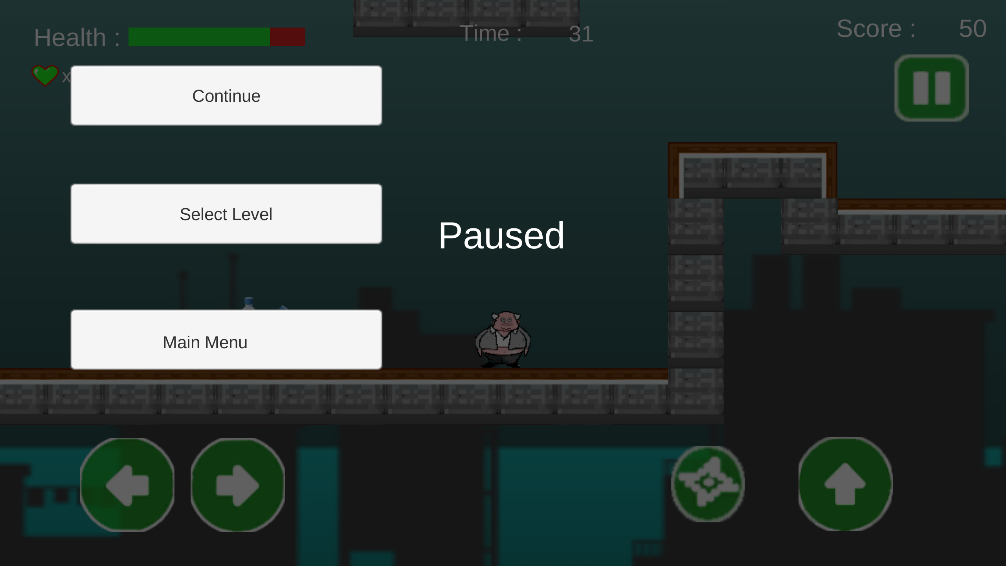 Health :
Time : 31
Score : 50
x
Continue
Select Level
Paused
Main Menu